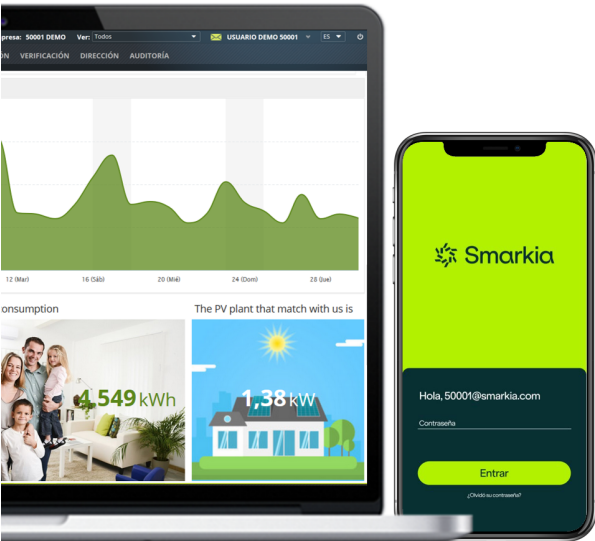 presa: 50001 DEMO Ver: Todos USUARIO DEMO 50001 ES
ÓN VERIFICACIÓN DIRECCIÓN AUDITORÍA
12 (Mar) 16 (Sáb) 20 (Mié) 24 (Dom) 28 (Jue)
onsumption
The PV plant that match with us is
4,549 kWh
1,38 kW
Smarkia
Hola, 50001@smarkia.com
Contraseña
Entrar
¿Olvidó su contraseña?